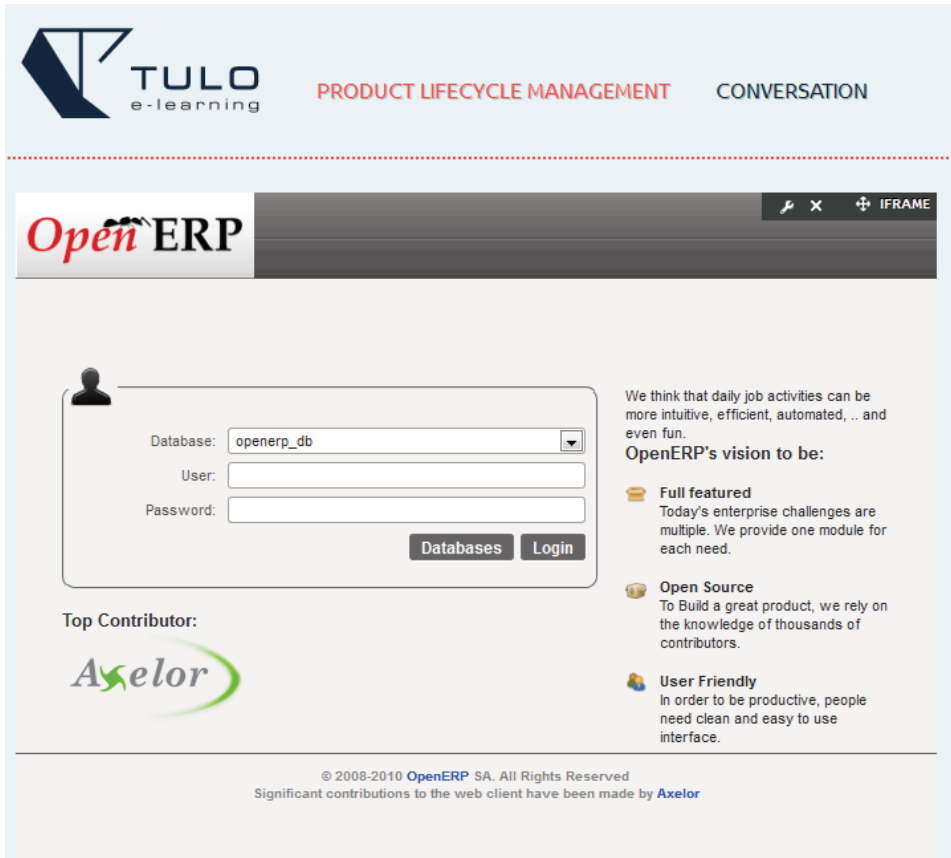 TULO
e-learning
PRODUCT LIFECYCLE MANAGEMENT
CONVERSATION
OpenERP
IFRAME
Database: openerp_db
User:
Password:
Databases Login
Top Contributor:
Axelor
We think that daily job activities can be
more intuitive, efficient, automated, .. and
even fun.
OpenERP's vision to be:
Full featured
Today's enterprise challenges are
multiple. We provide one module for
each need.
Open Source
To Build a great product, we rely on
the knowledge of thousands of
contributors.
User Friendly
In order to be productive, people
need clean and easy to use
interface.
© 2008-2010 OpenERP SA. All Rights Reserved
Significant contributions to the web client have been made by Axelor